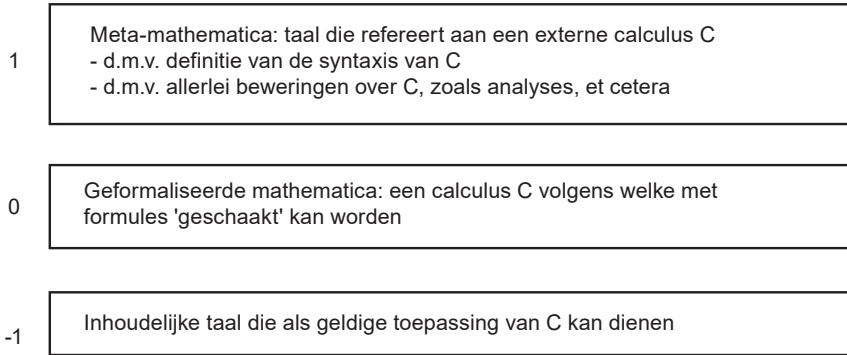 Meta-mathematica: taal die refereert aan een externe calculus C
1
- d.m.v. definitie van de syntaxis van C
- d.m.v. allerlei beweringen over C, zoals analyses, et cetera
Geformaliseerde mathematica: een calculus C volgens welke met
0
formules 'geschaakt' kan worden
Inhoudelijke taal die als geldige toepassing van C kan dienen
-1